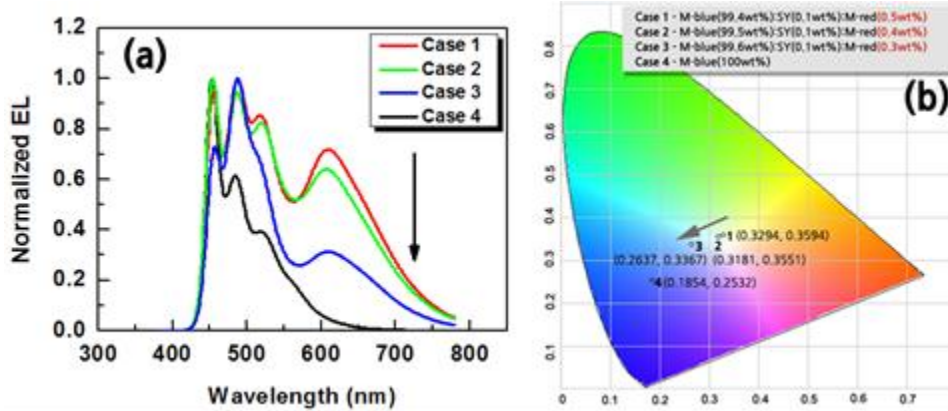 (a)
Case 1
Case 2
Case 3
Case 4
Normalized EL
1.0
0.8
0.6
0.4
0.2
0.0
300 400 500 600 700 800
Wavelength (nm)
Case 1 - M-blue(99.4wt%):SY(0.1wt%):M-red(0.5wt%)
Case 2 - M-blue(99.5wt%):SY(0.1wt%):M-red(0.4wt%)
Case 3 - M-blue(99.6wt%):SY(0.1wt%):M-red(0.3wt%)
Case 4 - M-blue(100wt%)
(b)
0.8
0.7
0.6
0.5
0.4
0.3
0.2
0.1
1 (0.3294, 0.3594)
3 2
(0.2637, 0.3367) (0.3181, 0.3551)
4 (0.1854, 0.2532)
0.1 0.2 0.3 0.4 0.5 0.6 0.7